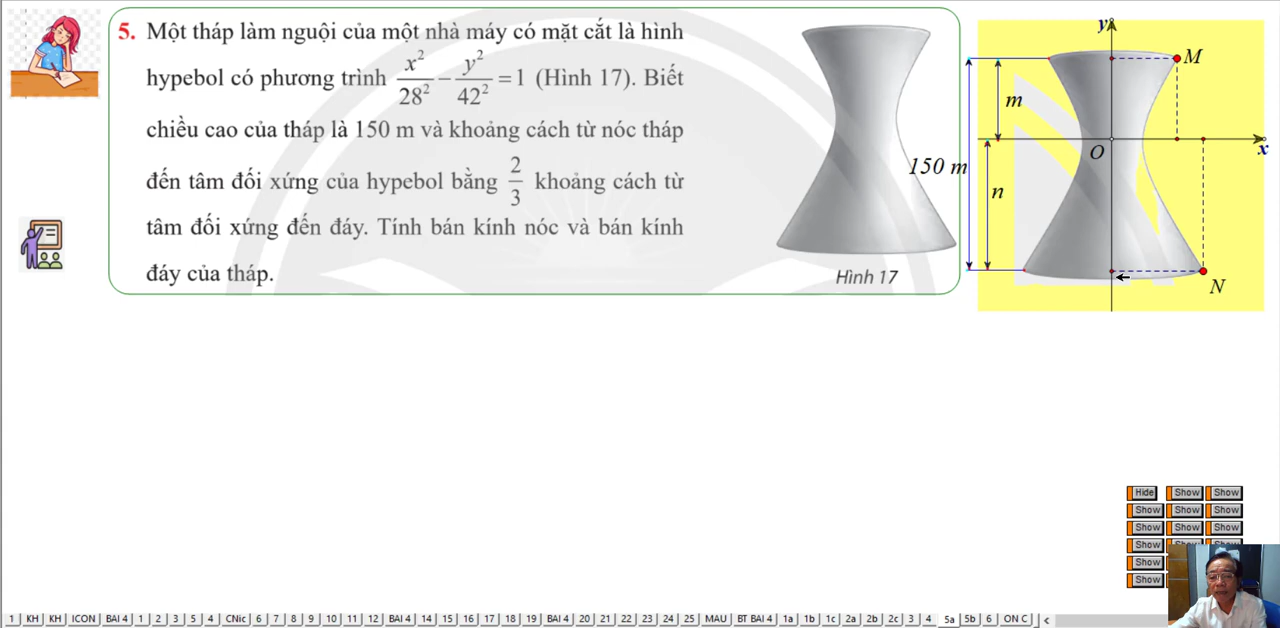 5. Một tháp làm nguội của một nhà máy có mặt cắt là hình
hypebol có phương trình x²/28² − y²/42² = 1 (Hình 17). Biết
chiều cao của tháp là 150 m và khoảng cách từ nóc tháp
đến tâm đối xứng của hypebol bằng 2/3 khoảng cách từ
tâm đối xứng đến đáy. Tính bán kính nóc và bán kính
đáy của tháp.
Hình 17
y
M
m
O
x
150 m
n
N
Hide Show Show
Show Show Show
Show Show Show
Show Show Show
Show
Show
1 KH KH ICON BAI 4 1 2 3 5 4 CNic 6 7 8 9 10 11 12 BAI 4 14 15 16 17 18 19 BAI 4 20 21 22 23 24 25 MAU BT BAI 4 1a 1b 1c 2a 2b 2c 3 4 5a 5b 6 ON C